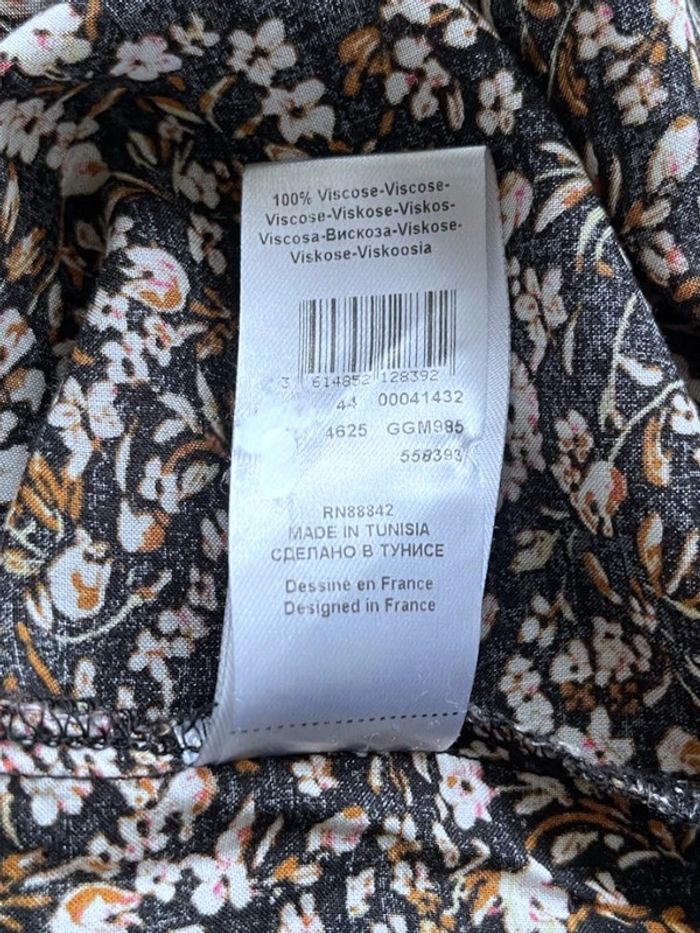 100% Viscose-Viscose-
Viscose-Viskose-Viskos-
Viscosa-Вискоза-Viskose-
Viskose-Viskoosia
3 614852 128392
44 00041432
4625 GGM985
558393
RN88842
MADE IN TUNISIA
СДЕЛАНО В ТУНИСЕ
Dessiné en France
Designed in France